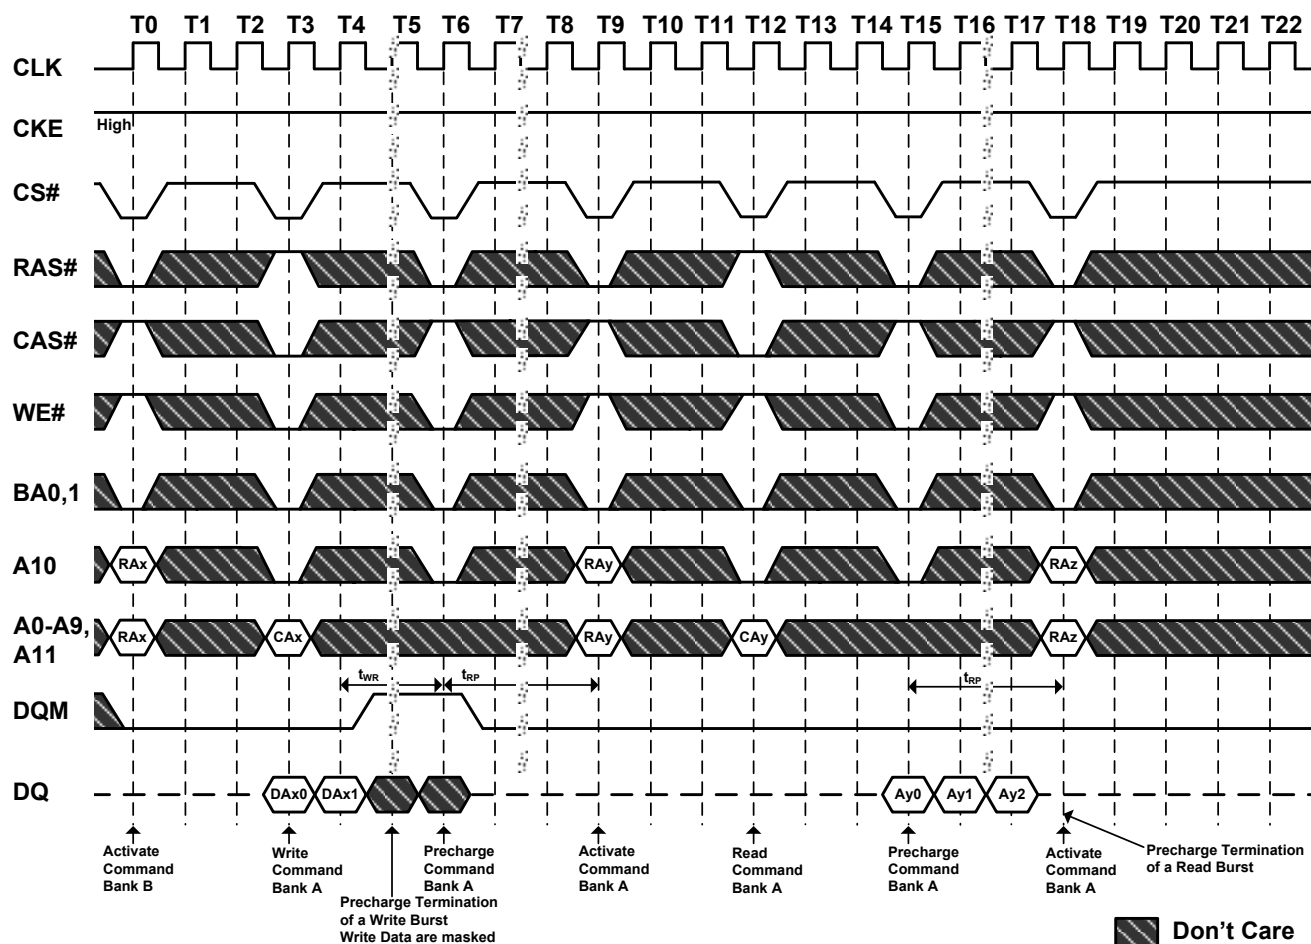 T0 T1 T2 T3 T4 T5 T6 T7 T8 T9 T10 T11 T12 T13 T14 T15 T16 T17 T18 T19 T20 T21 T22
CLK
CKE
High
CS#
RAS#
CAS#
WE#
BA0,1
A10
RAx RAy RAz
A0-A9,
A11
RAx CAx RAy CAy RAz
tWR tRP tRP
DQM
DQ
DAx0 DAx1 Ay0 Ay1 Ay2
Activate
Command
Bank B
Write
Command
Bank A
Precharge Termination
of a Write Burst
Write Data are masked
Precharge
Command
Bank A
Activate
Command
Bank A
Read
Command
Bank A
Precharge
Command
Bank A
Activate
Command
Bank A
Precharge Termination
of a Read Burst
Don't Care